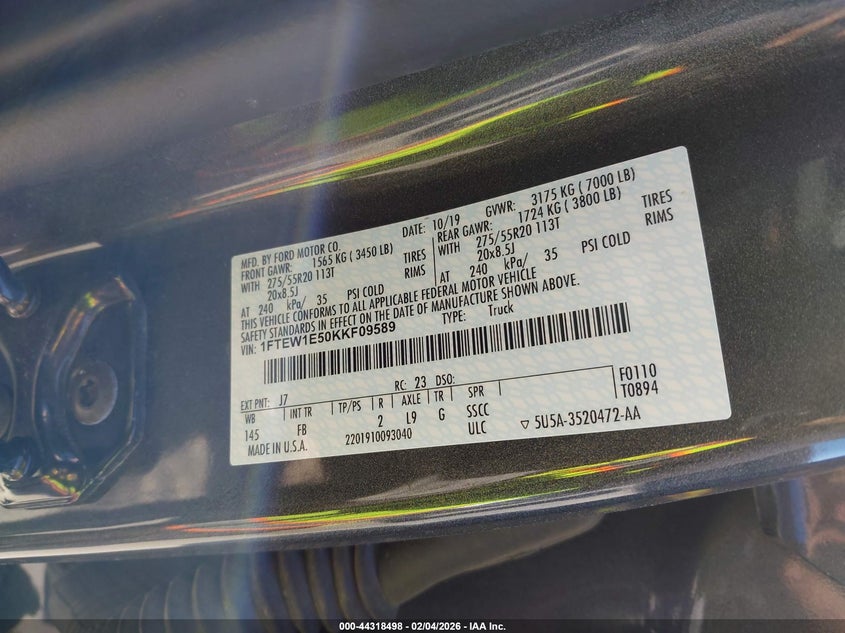 MFD. BY FORD MOTOR CO.
DATE: 10/19 GVWR: 3175 KG ( 7000 LB)
FRONT GAWR: 1565 KG ( 3450 LB) REAR GAWR: 1724 KG ( 3800 LB)
WITH 275/55R20 113T TIRES WITH 275/55R20 113T TIRES
20x8.5J RIMS 20x8.5J RIMS
AT 240 kPa/ 35 PSI COLD AT 240 kPa/ 35 PSI COLD
THIS VEHICLE CONFORMS TO ALL APPLICABLE FEDERAL MOTOR VEHICLE
SAFETY STANDARDS IN EFFECT ON THE DATE OF MANUFACTURE SHOWN ABOVE.
VIN: 1FTEW1E50KKF09589 TYPE: Truck
EXT PNT: J7 RC: 23 DSO:
WB INT TR TP/PS R AXLE TR SPR F0110
145 FB 2 L9 G SSCC T0894
MADE IN U.S.A. 2201910093040 ULC ▽ 5U5A-3520472-AA
000-44318498 - 02/04/2026 - IAA Inc.